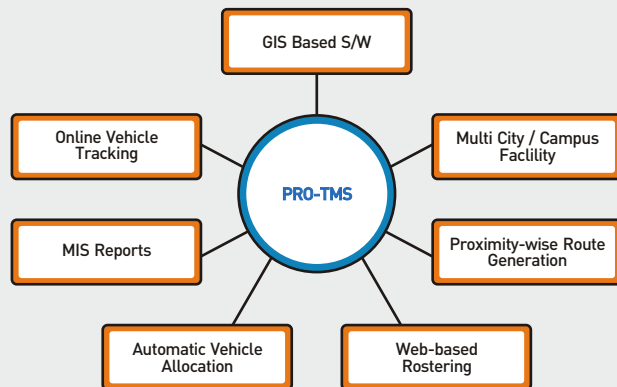 GIS Based S/W
Online Vehicle
Tracking
Multi City / Campus
Faclility
PRO-TMS
MIS Reports
Proximity-wise Route
Generation
Automatic Vehicle
Allocation
Web-based
Rostering